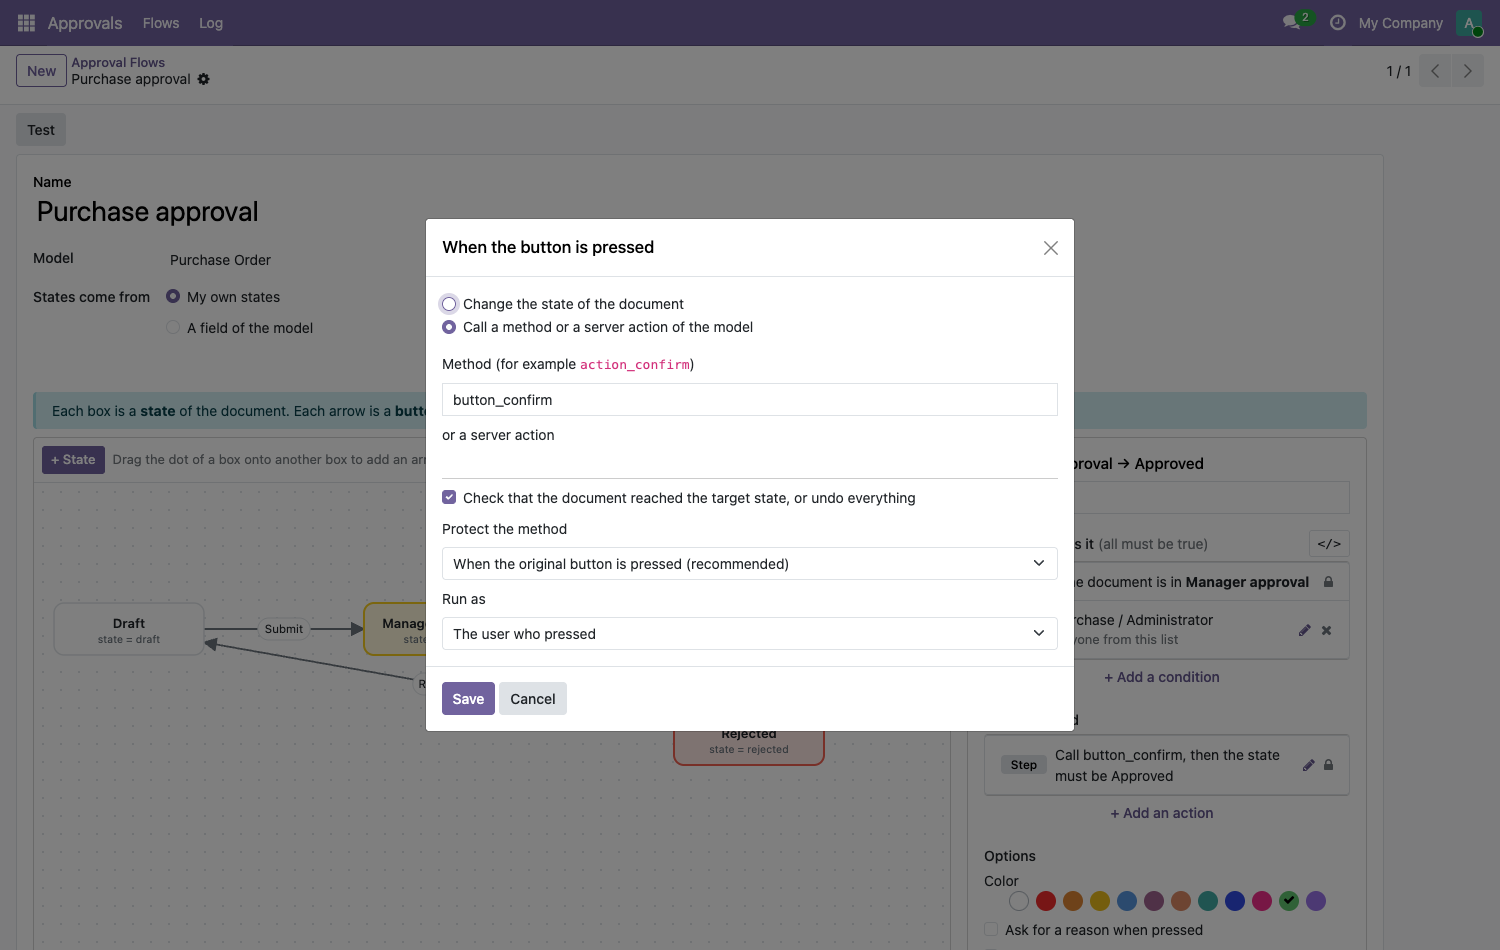 Approvals Flows Log 2 My Company A
New
Approval Flows
Purchase approval
1 / 1
Test
Name
Purchase approval
Model Purchase Order
States come from My own states
A field of the model
Each box is a state of the document. Each arrow is a
+ State Drag the dot of a box onto another box to add an
Draft
state = draft
Submit
When the button is pressed
Change the state of the document
Call a method or a server action of the model
Method (for example action_confirm)
button_confirm
or a server action
Check that the document reached the target state, or undo everything
Protect the method
When the original button is pressed (recommended)
Run as
The user who pressed
Save Cancel
Rejected
state = rejected
→ Approved
it (all must be true) </>
document is in Manager approval
/ Administrator
from this list
+ Add a condition
Step Call button_confirm, then the state
must be Approved
+ Add an action
Options
Color
Ask for a reason when pressed